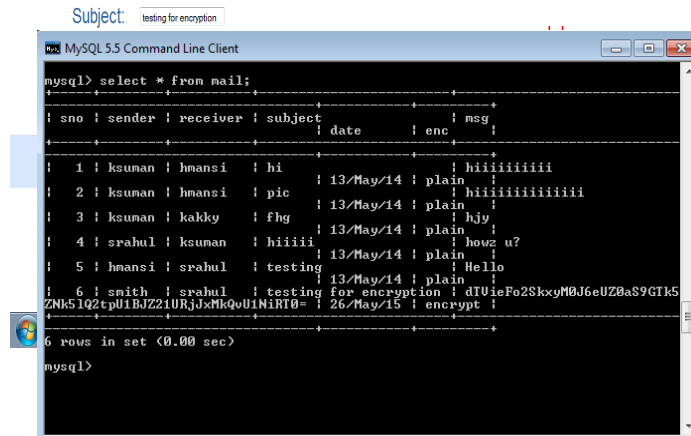 Subject: testing for encryption
MySQL 5.5 Command Line Client
mysql> select * from mail;
| sno | sender | receiver | subject | msg
| date | enc |
| 1 | ksuman | hmansi | hi | hiiiiiiiiii
| 13/May/14 | plain |
| 2 | ksuman | hmansi | pic | hiiiiiiiiiiiiii
| 13/May/14 | plain |
| 3 | ksuman | kakky | fhg | hjy
| 13/May/14 | plain |
| 4 | srahul | ksuman | hiiiii | howz u?
| 13/May/14 | plain |
| 5 | hmansi | srahul | testing | Hello
| 13/May/14 | plain |
| 6 | smith | srahul | testing for encryption | dTVieFo2SkxyM0J6eUZ0aS9GTk5
ZNk5lQ2tpU1BJZ21URjJxMkQvU1NiRT0= | 26/May/15 | encrypt |
6 rows in set (0.00 sec)
mysql>